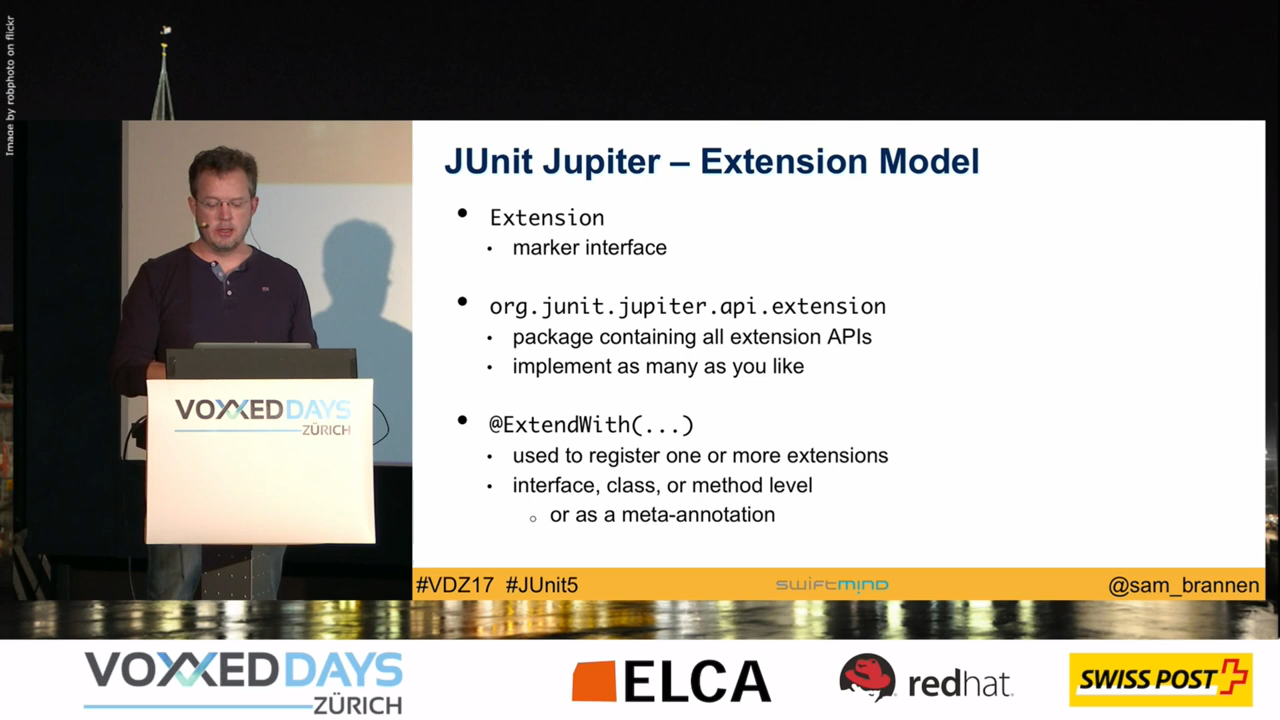 Image by robphoto on flickr
JUnit Jupiter – Extension Model
• Extension
• marker interface
• org.junit.jupiter.api.extension
• package containing all extension APIs
• implement as many as you like
• @ExtendWith(...)
• used to register one or more extensions
• interface, class, or method level
o or as a meta-annotation
VOXXED DAYS
ZÜRICH
#VDZ17 #JUnit5
swiftmind
@sam_brannen
VOXXED DAYS
ZÜRICH
ELCA
redhat.
SWISS POST